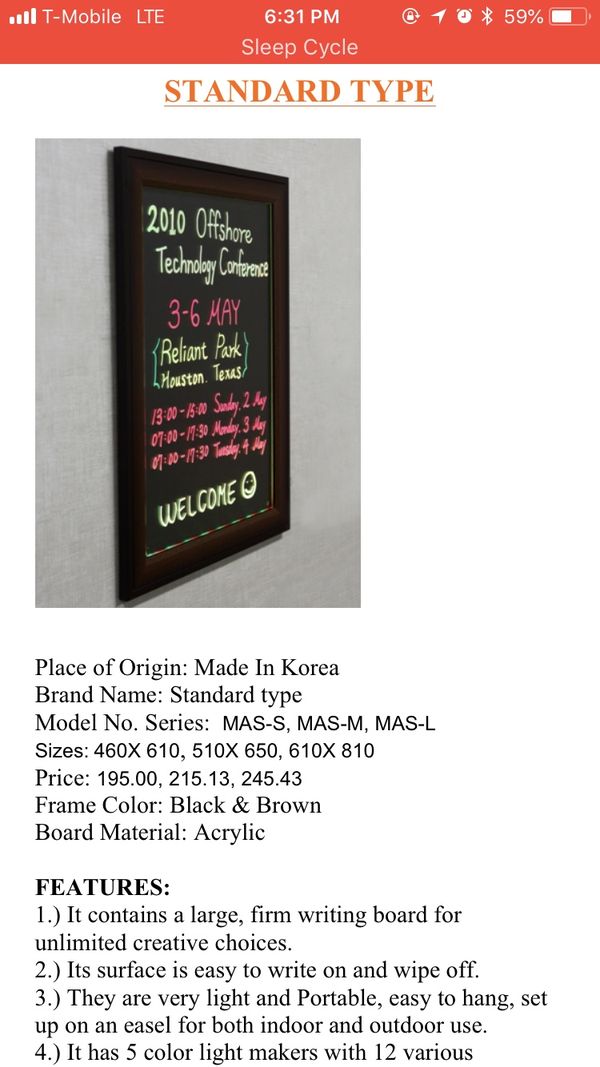 T-Mobile LTE 6:31 PM 59%
Sleep Cycle
STANDARD TYPE
2010 Offshore
Technology Conference
3-6 MAY
Reliant Park
Houston. Texas
13:00-15:00 Sunday, 2 May
07:00-17:30 Monday, 3 May
07:00-17:30 Tuesday, 4 May
WELCOME
Place of Origin: Made In Korea
Brand Name: Standard type
Model No. Series: MAS-S, MAS-M, MAS-L
Sizes: 460X 610, 510X 650, 610X 810
Price: 195.00, 215.13, 245.43
Frame Color: Black & Brown
Board Material: Acrylic
FEATURES:
1.) It contains a large, firm writing board for
unlimited creative choices.
2.) Its surface is easy to write on and wipe off.
3.) They are very light and Portable, easy to hang, set
up on an easel for both indoor and outdoor use.
4.) It has 5 color light makers with 12 various